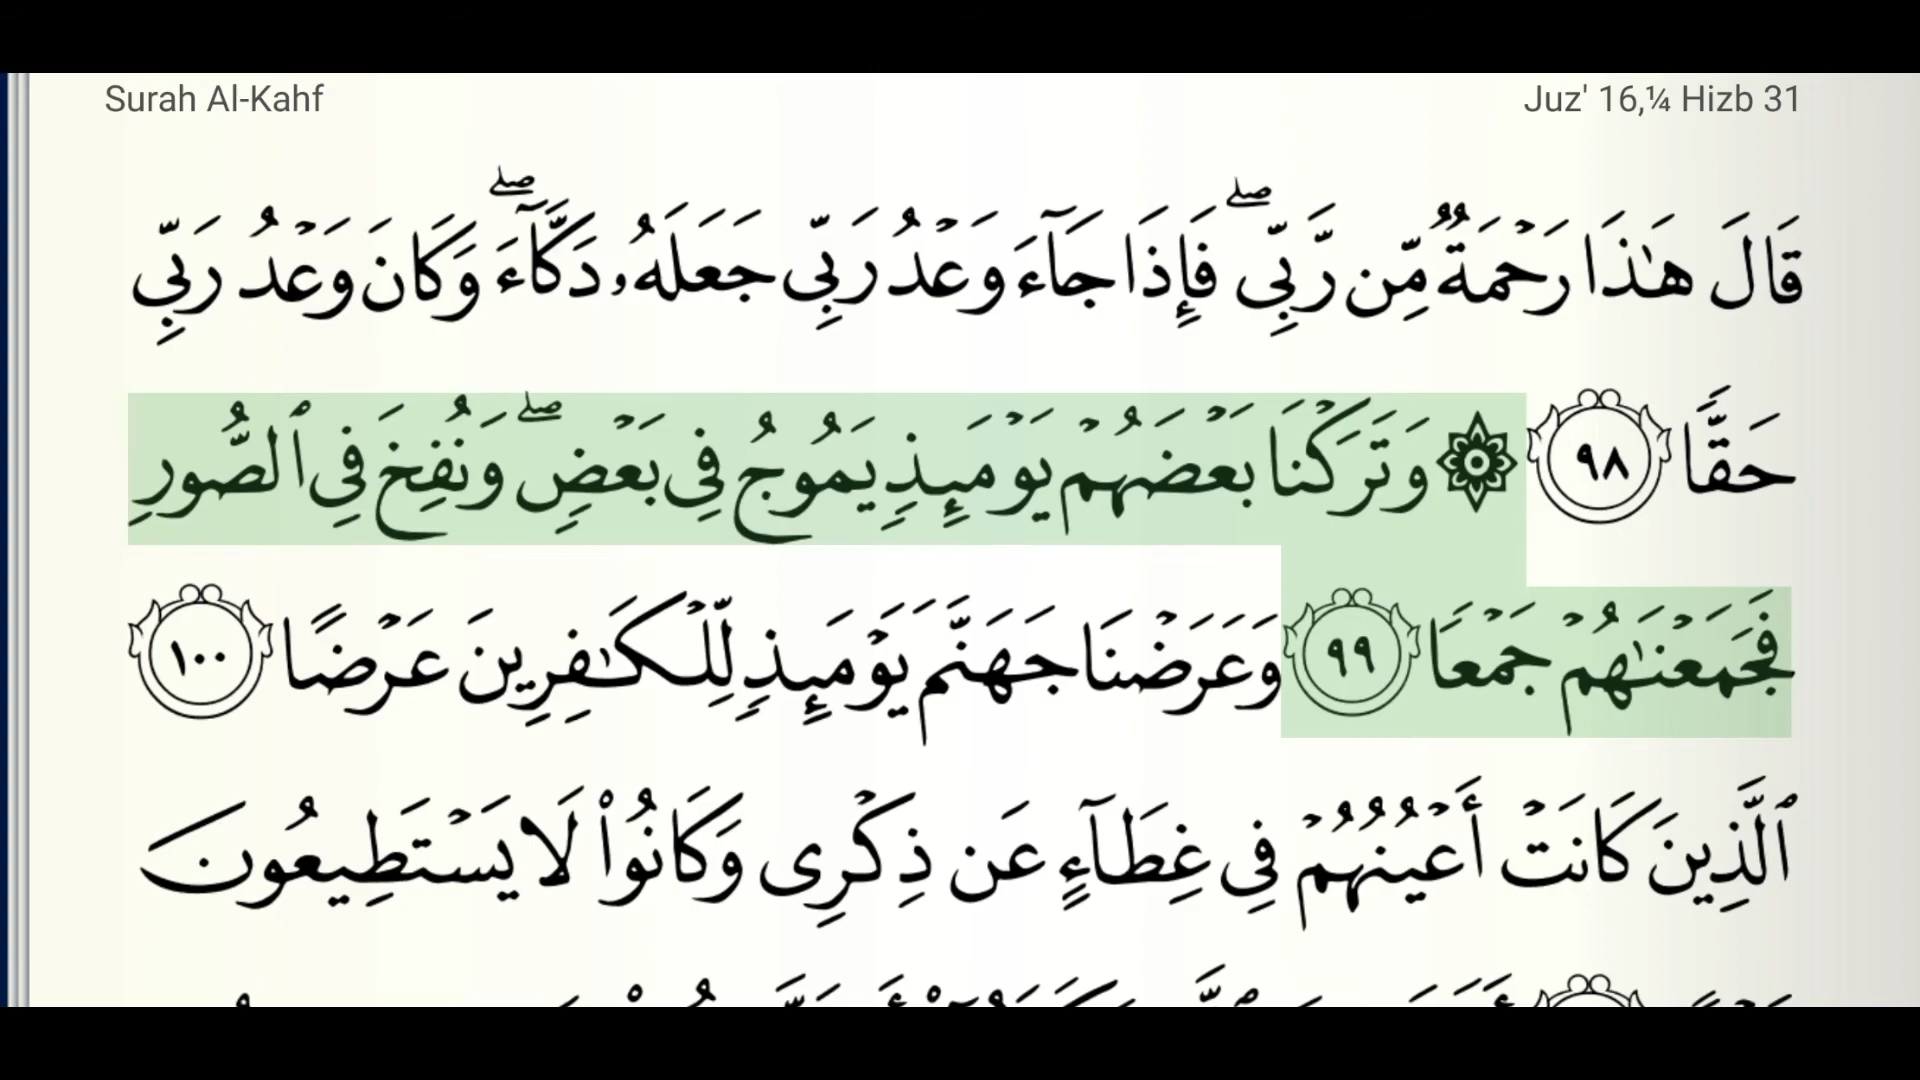 Surah Al-Kahf
Juz' 16,¼ Hizb 31
قَالَ هَٰذَا رَحْمَةٌ مِّن رَّبِّى ۖ فَإِذَا جَآءَ وَعْدُ رَبِّى جَعَلَهُۥ دَكَّآءَ ۖ وَكَانَ وَعْدُ رَبِّى
حَقًّا ٩٨ ۞ وَتَرَكْنَا بَعْضَهُمْ يَوْمَئِذٍ يَمُوجُ فِى بَعْضٍ ۖ وَنُفِخَ فِى ٱلصُّورِ
فَجَمَعْنَٰهُمْ جَمْعًا ٩٩ وَعَرَضْنَا جَهَنَّمَ يَوْمَئِذٍ لِّلْكَٰفِرِينَ عَرْضًا ١٠٠
ٱلَّذِينَ كَانَتْ أَعْيُنُهُمْ فِى غِطَآءٍ عَن ذِكْرِى وَكَانُوا۟ لَا يَسْتَطِيعُونَ